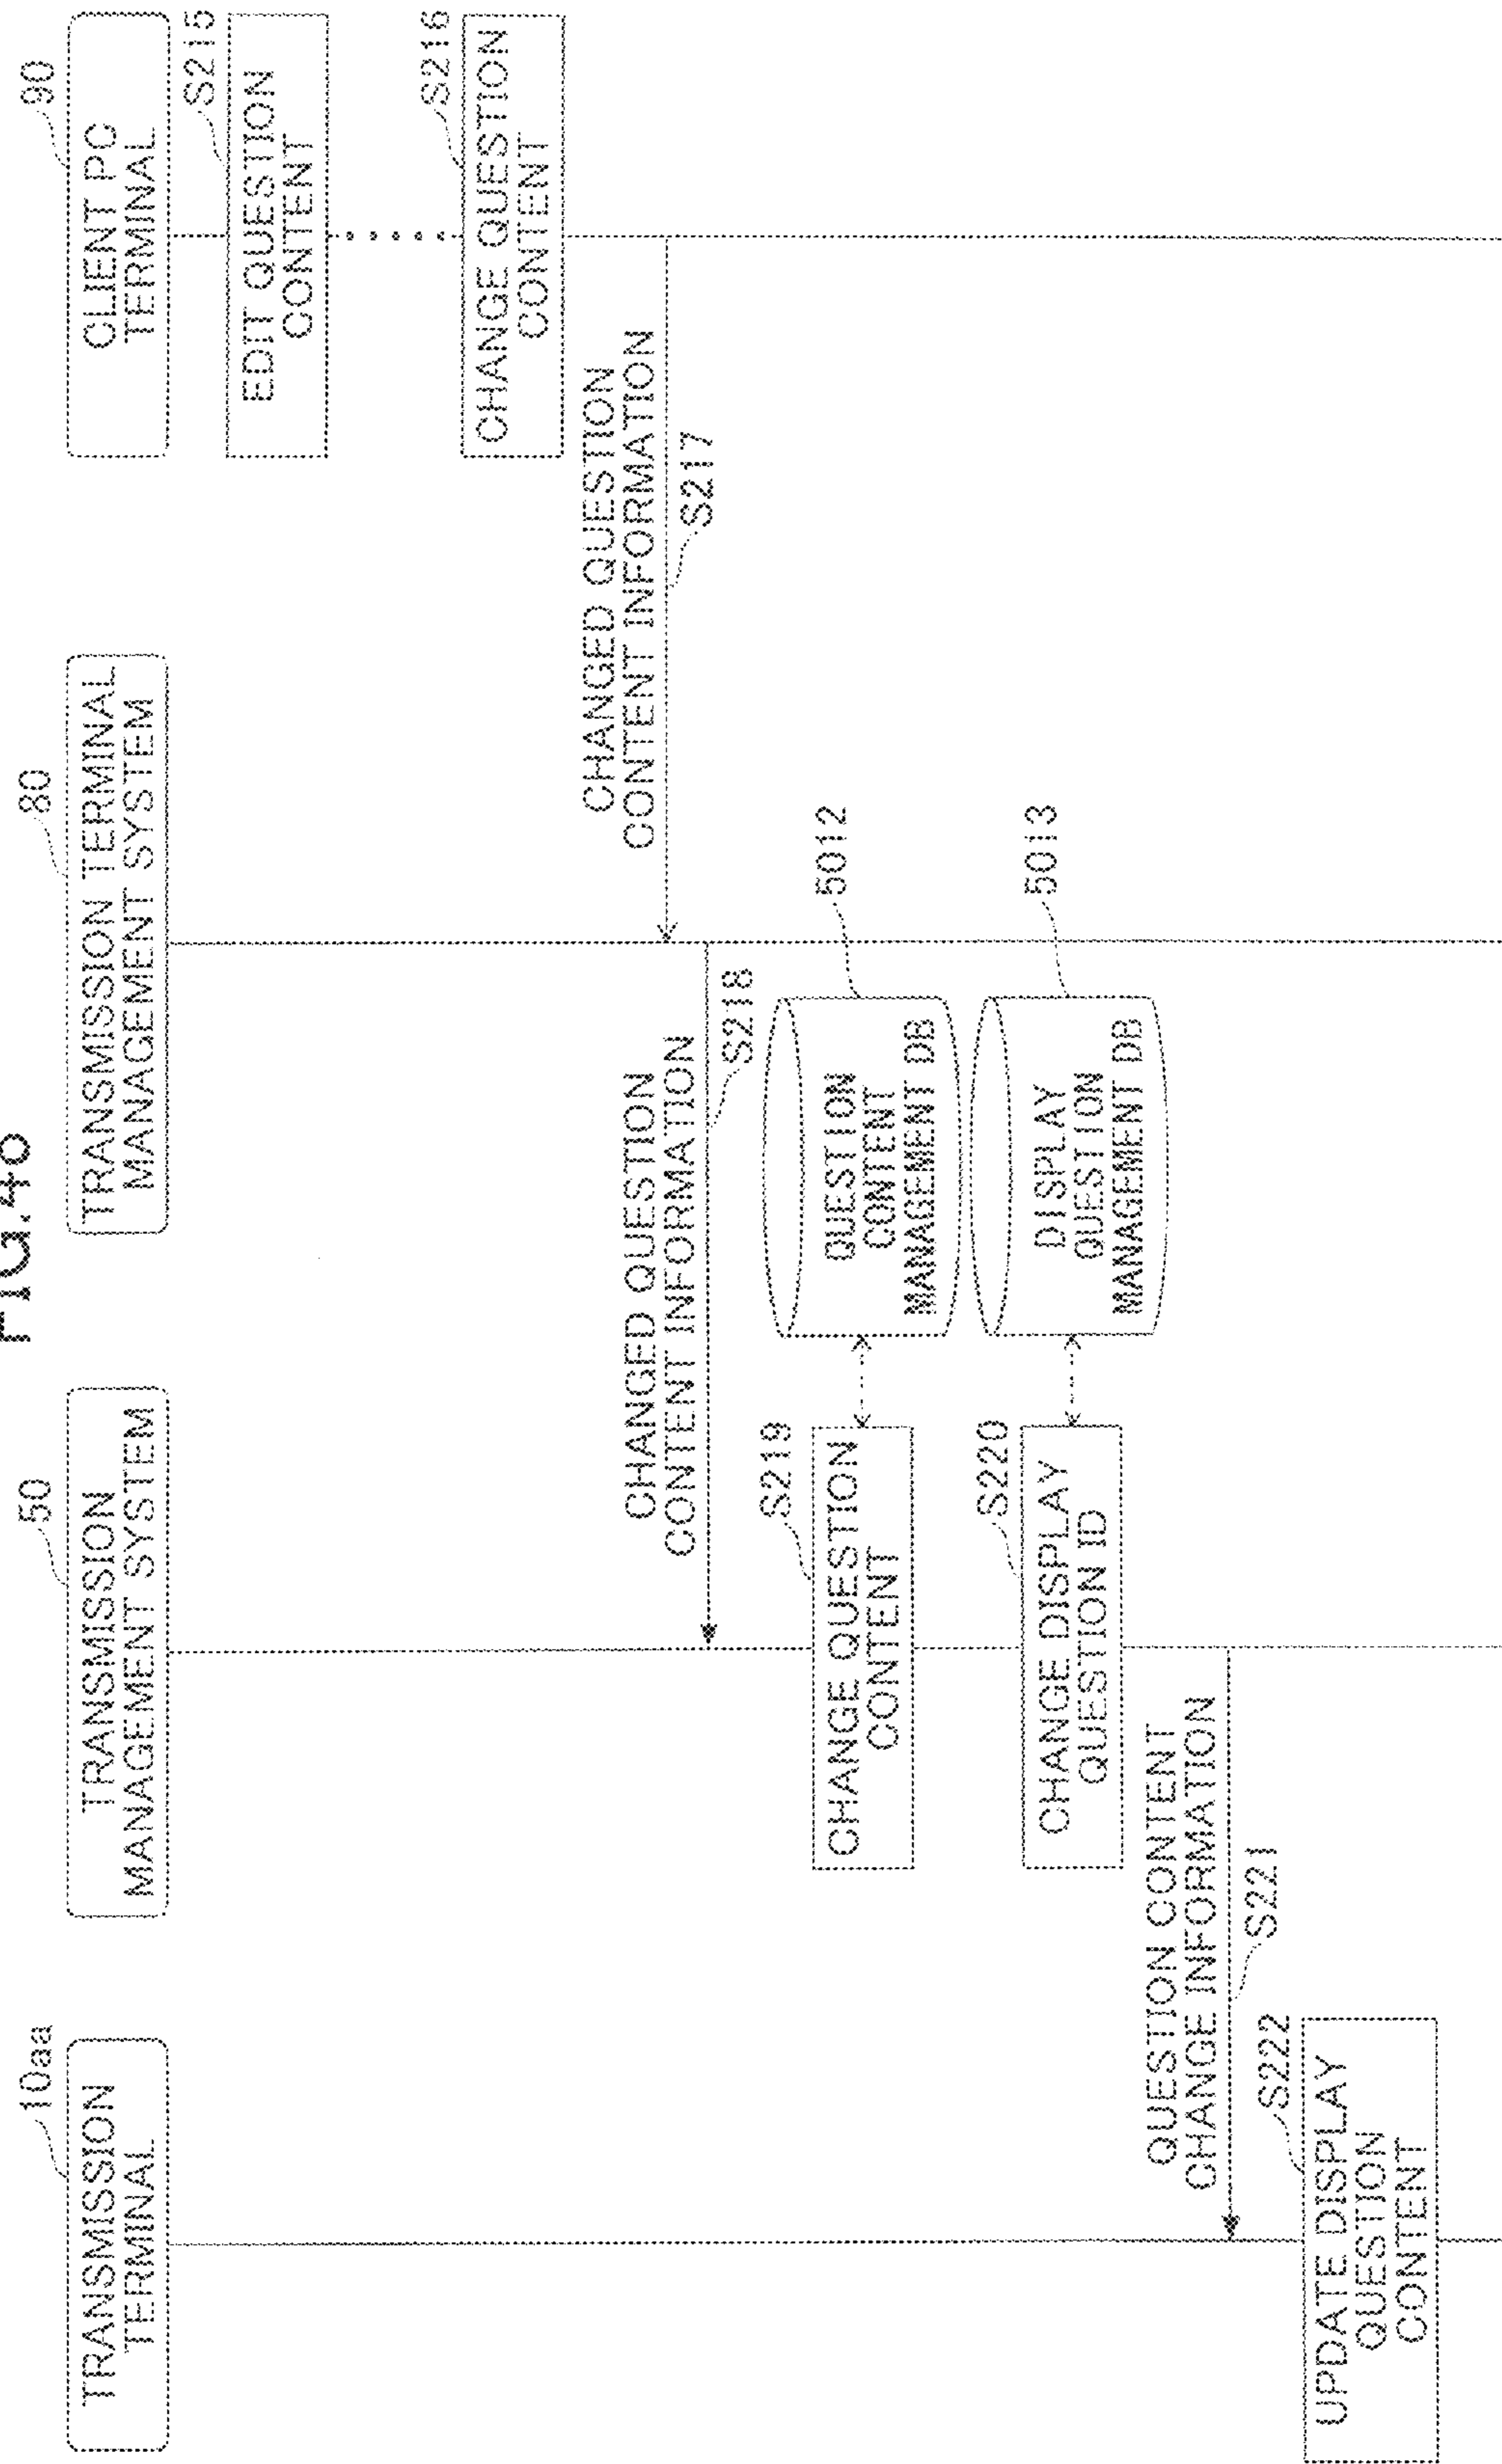 10aa
TRANSMISSION
TERMINAL
50
TRANSMISSION
MANAGEMENT SYSTEM
80
TRANSMISSION TERMINAL
MANAGEMENT SYSTEM
90
CLIENT PC
TERMINAL
S215
EDIT QUESTION
CONTENT
S216
CHANGE QUESTION
CONTENT
CHANGED QUESTION
CONTENT INFORMATION
S217
CHANGED QUESTION
CONTENT INFORMATION
S218
S219
CHANGE QUESTION
CONTENT
5012
QUESTION
CONTENT
MANAGEMENT DB
S220
CHANGE DISPLAY
QUESTION ID
5013
DISPLAY
QUESTION
MANAGEMENT DB
QUESTION CONTENT
CHANGE INFORMATION
S221
S222
UPDATE DISPLAY
QUESTION
CONTENT